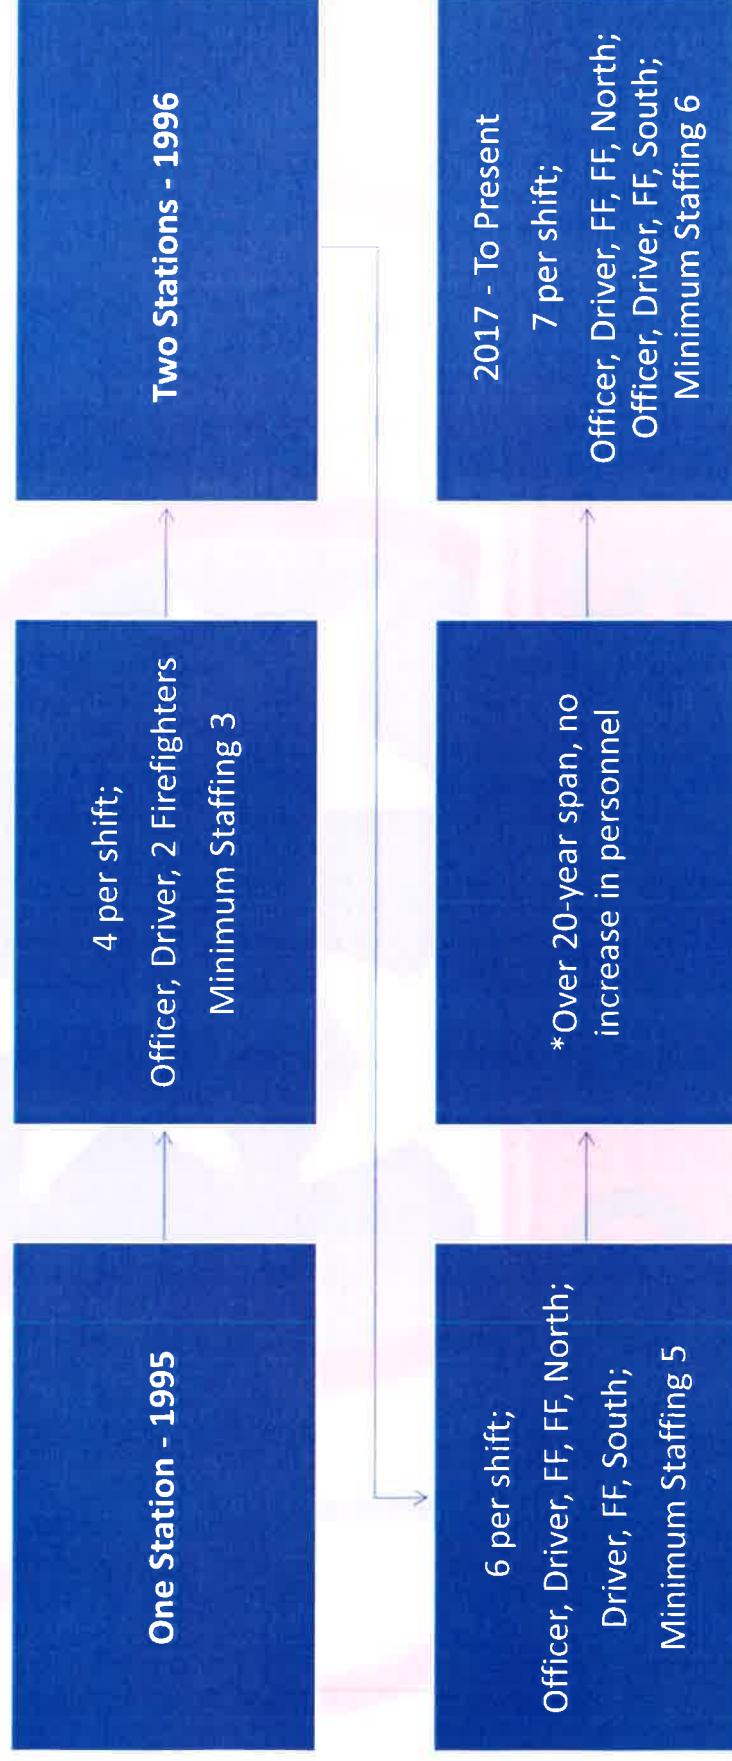 One Station - 1995
4 per shift;
Officer, Driver, 2 Firefighters
Minimum Staffing 3
Two Stations - 1996
6 per shift;
Officer, Driver, FF, FF, North;
Driver, FF, South;
Minimum Staffing 5
*Over 20-year span, no
increase in personnel
2017 - To Present
7 per shift;
Officer, Driver, FF, FF, North;
Officer, Driver, FF, South;
Minimum Staffing 6